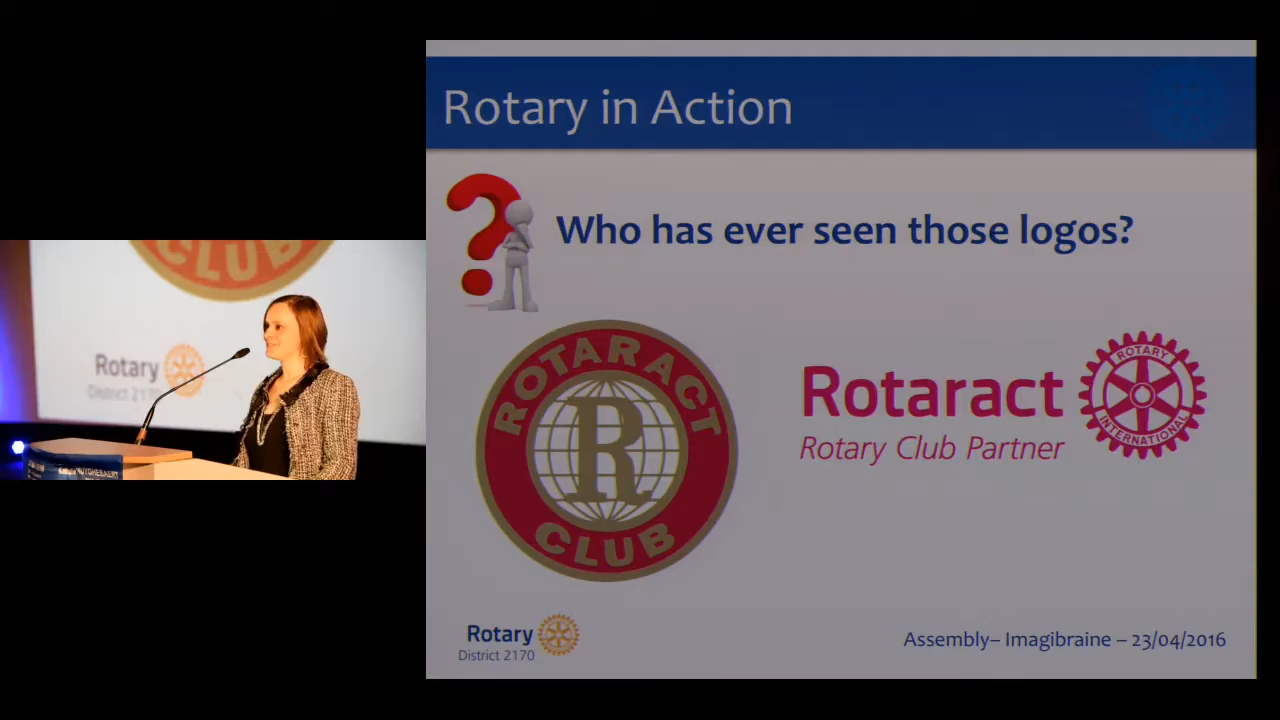 Rotary in Action
Who has ever seen those logos?
ROTARACT
R
CLUB
Rotaract
Rotary Club Partner
ROTARY
INTERNATIONAL
Rotary
District 2170
Assembly– Imagibraine – 23/04/2016
CLUB
Rotary
District 2170